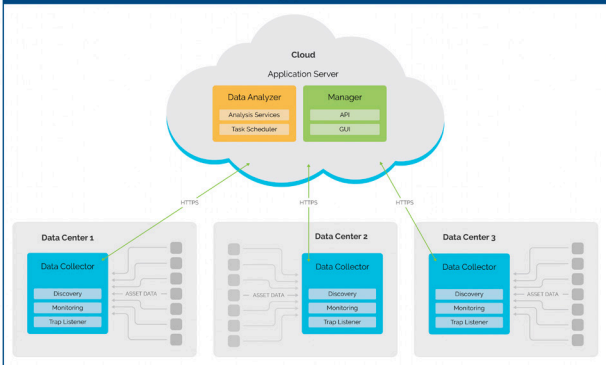 Cloud
Application Server
Data Analyzer
Manager
Analysis Services
API
Task Scheduler
GUI
HTTPS
HTTPS
HTTPS
Data Center 1
Data Center 2
Data Center 3
Data Collector
Data Collector
Data Collector
Discovery
Discovery
Discovery
ASSET DATA
ASSET DATA
ASSET DATA
Monitoring
Monitoring
Monitoring
Trap Listener
Trap Listener
Trap Listener